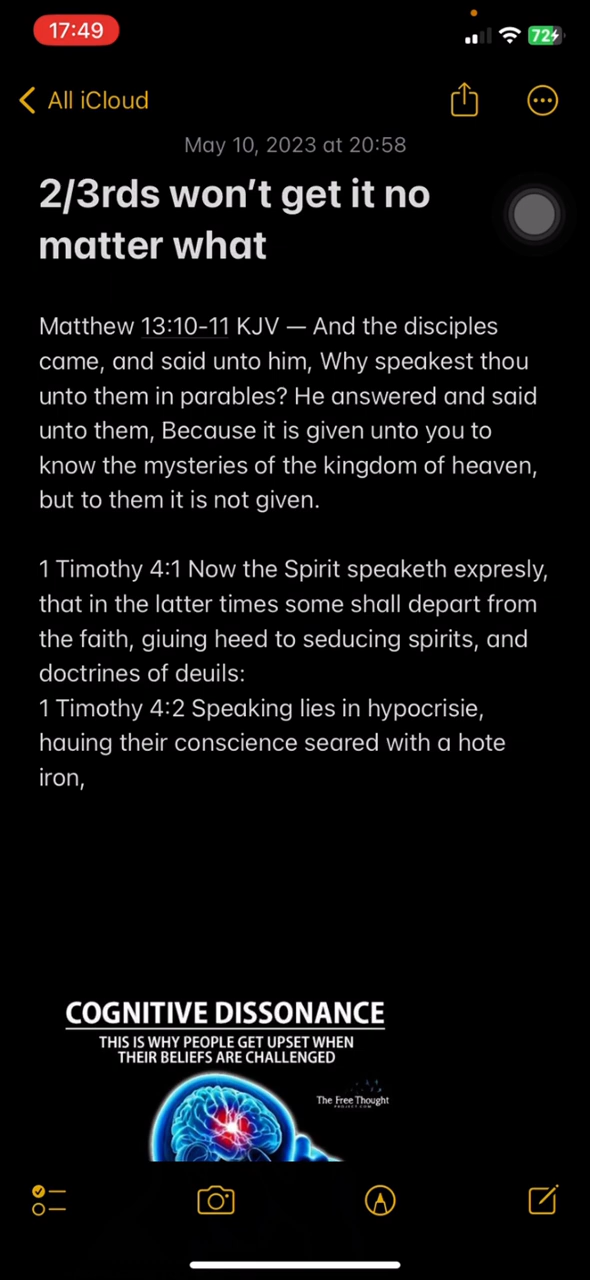 17:49
72
All iCloud
May 10, 2023 at 20:58
2/3rds won’t get it no
matter what
Matthew 13:10-11 KJV — And the disciples
came, and said unto him, Why speakest thou
unto them in parables? He answered and said
unto them, Because it is given unto you to
know the mysteries of the kingdom of heaven,
but to them it is not given.
1 Timothy 4:1 Now the Spirit speaketh expresly,
that in the latter times some shall depart from
the faith, giuing heed to seducing spirits, and
doctrines of deuils:
1 Timothy 4:2 Speaking lies in hypocrisie,
hauing their conscience seared with a hote
iron,
COGNITIVE DISSONANCE
THIS IS WHY PEOPLE GET UPSET WHEN
THEIR BELIEFS ARE CHALLENGED
The Free Thought
PROJECT.COM